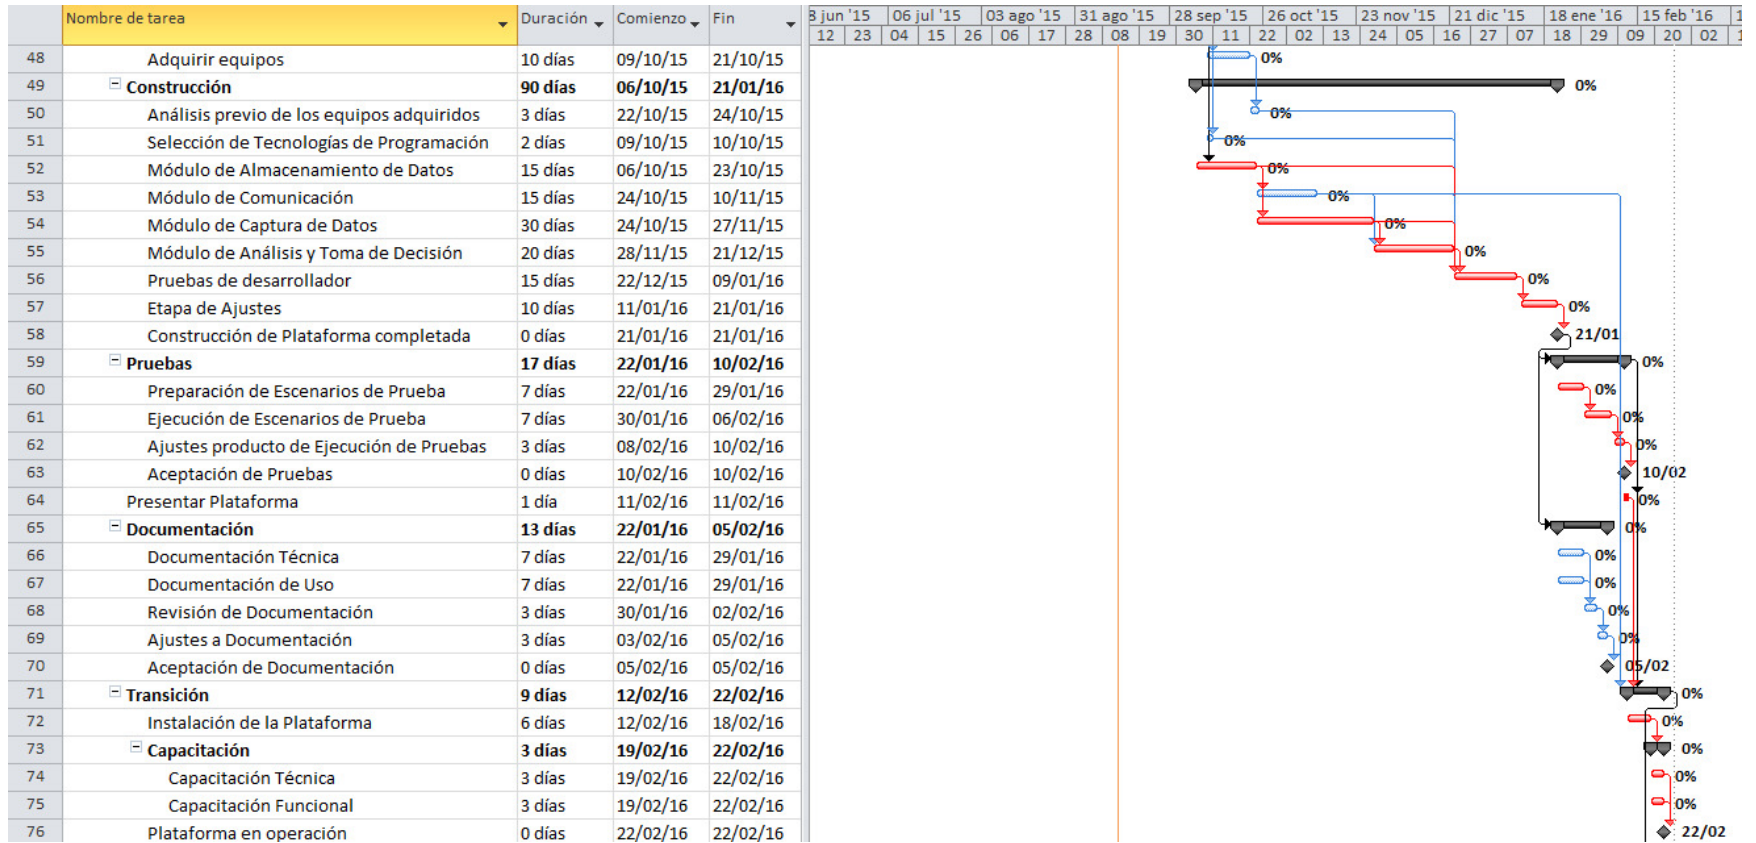 Nombre de tarea Duración Comienzo Fin 8 jun '15 06 jul '15 03 ago '15 31 ago '15 28 sep '15 26 oct '15 23 nov '15 21 dic '15 18 ene '16 15 feb '16 1
12 23 04 15 26 06 17 28 08 19 30 11 22 02 13 24 05 16 27 07 18 29 09 20 02 1
48 Adquirir equipos 10 días 09/10/15 21/10/15 0%
49 Construcción 90 días 06/10/15 21/01/16 0%
50 Análisis previo de los equipos adquiridos 3 días 22/10/15 24/10/15 0%
51 Selección de Tecnologías de Programación 2 días 09/10/15 10/10/15 0%
52 Módulo de Almacenamiento de Datos 15 días 06/10/15 23/10/15 0%
53 Módulo de Comunicación 15 días 24/10/15 10/11/15 0%
54 Módulo de Captura de Datos 30 días 24/10/15 27/11/15 0%
55 Módulo de Análisis y Toma de Decisión 20 días 28/11/15 21/12/15 0%
56 Pruebas de desarrollador 15 días 22/12/15 09/01/16 0%
57 Etapa de Ajustes 10 días 11/01/16 21/01/16 0%
58 Construcción de Plataforma completada 0 días 21/01/16 21/01/16 21/01
59 Pruebas 17 días 22/01/16 10/02/16 0%
60 Preparación de Escenarios de Prueba 7 días 22/01/16 29/01/16 0%
61 Ejecución de Escenarios de Prueba 7 días 30/01/16 06/02/16 0%
62 Ajustes producto de Ejecución de Pruebas 3 días 08/02/16 10/02/16 0%
63 Aceptación de Pruebas 0 días 10/02/16 10/02/16 10/02
64 Presentar Plataforma 1 día 11/02/16 11/02/16 0%
65 Documentación 13 días 22/01/16 05/02/16 0%
66 Documentación Técnica 7 días 22/01/16 29/01/16 0%
67 Documentación de Uso 7 días 22/01/16 29/01/16 0%
68 Revisión de Documentación 3 días 30/01/16 02/02/16 0%
69 Ajustes a Documentación 3 días 03/02/16 05/02/16 0%
70 Aceptación de Documentación 0 días 05/02/16 05/02/16 05/02
71 Transición 9 días 12/02/16 22/02/16 0%
72 Instalación de la Plataforma 6 días 12/02/16 18/02/16 0%
73 Capacitación 3 días 19/02/16 22/02/16 0%
74 Capacitación Técnica 3 días 19/02/16 22/02/16 0%
75 Capacitación Funcional 3 días 19/02/16 22/02/16 0%
76 Plataforma en operación 0 días 22/02/16 22/02/16 22/02